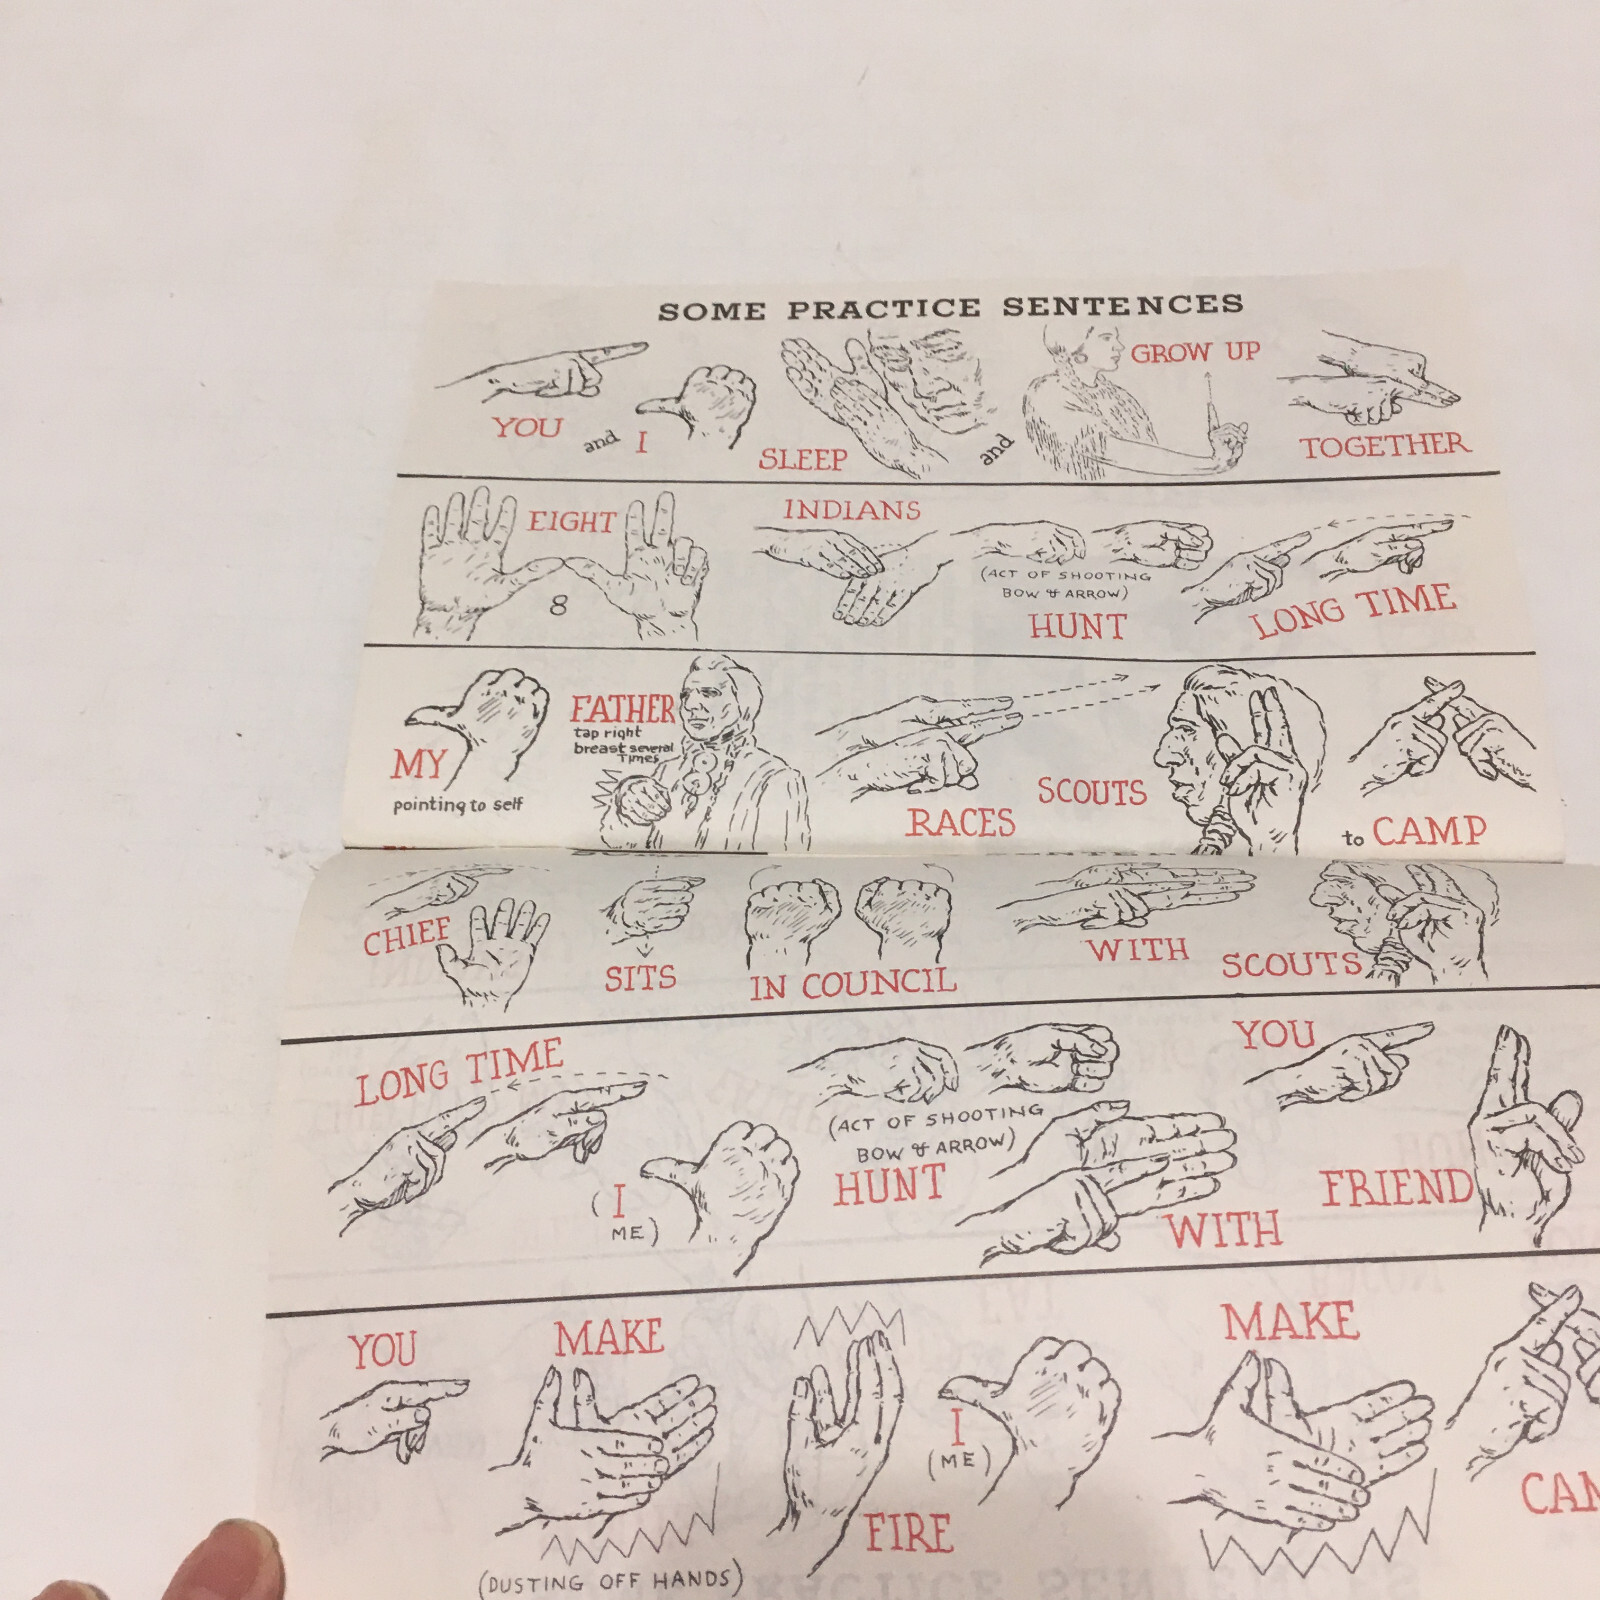 SOME PRACTICE SENTENCES
YOU and I SLEEP and GROW UP TOGETHER
EIGHT
8
INDIANS
(ACT OF SHOOTING
BOW & ARROW)
HUNT
LONG TIME
MY
pointing to self
FATHER
tap right
breast several
times
RACES
SCOUTS
to CAMP
CHIEF
SITS
IN COUNCIL
WITH
SCOUTS
LONG TIME
(I
ME)
(ACT OF SHOOTING
BOW & ARROW)
HUNT
WITH
YOU
FRIEND
YOU
MAKE
(DUSTING OFF HANDS)
FIRE
I
(ME)
MAKE